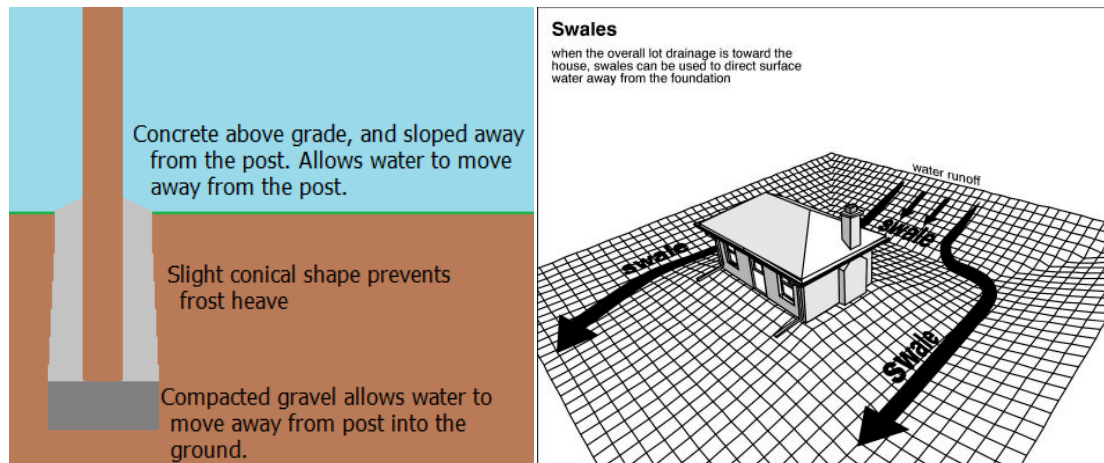 Concrete above grade, and sloped away
from the post. Allows water to move
away from the post.
Slight conical shape prevents
frost heave
Compacted gravel allows water to
move away from post into the
ground.
Swales
when the overall lot drainage is toward the
house, swales can be used to direct surface
water away from the foundation
water runoff
swale
swale
swale